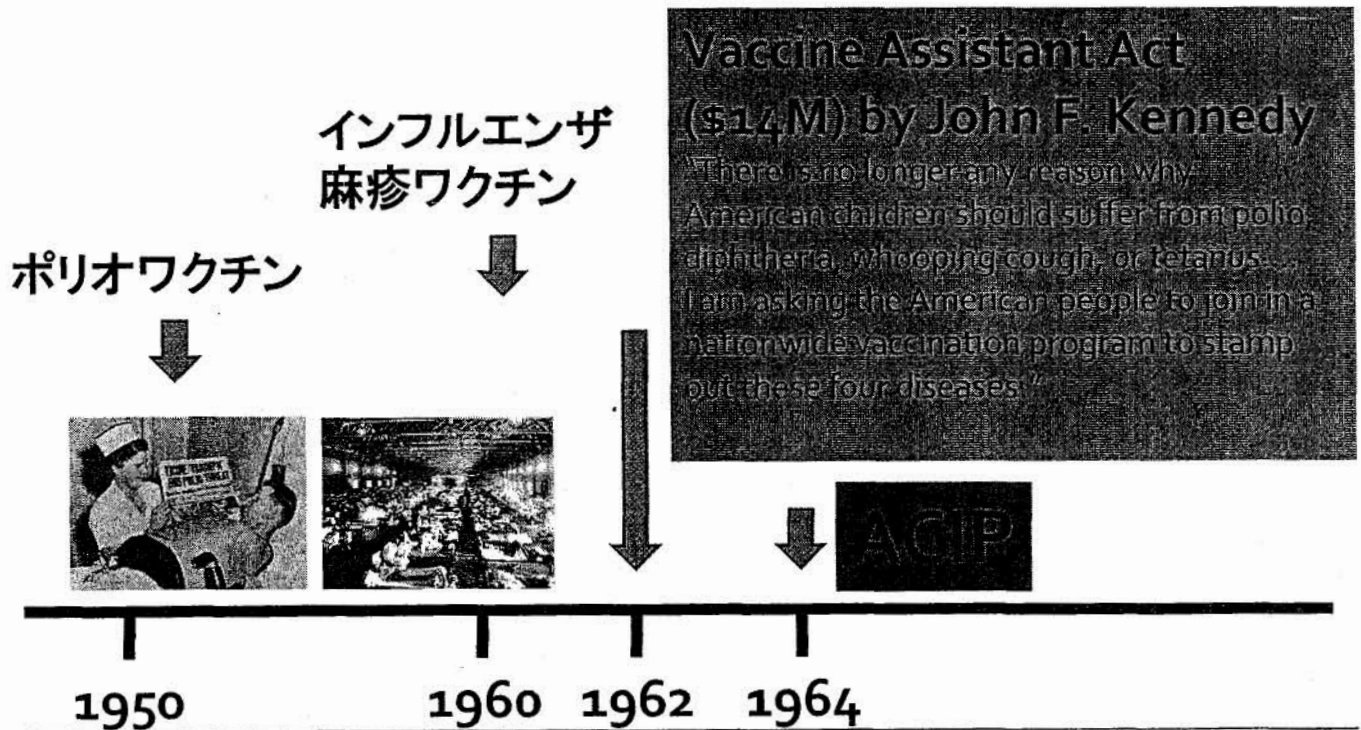 Vaccine Assistant Act
($14M) by John F. Kennedy
"There is no longer any reason why
American children should suffer from polio,
diphtheria, whooping cough, or tetanus....
I am asking the American people to join in a
nationwide vaccination program to stamp
out these four diseases."
インフルエンザ
麻疹ワクチン
ポリオワクチン
ACIP
1950
1960
1962
1964